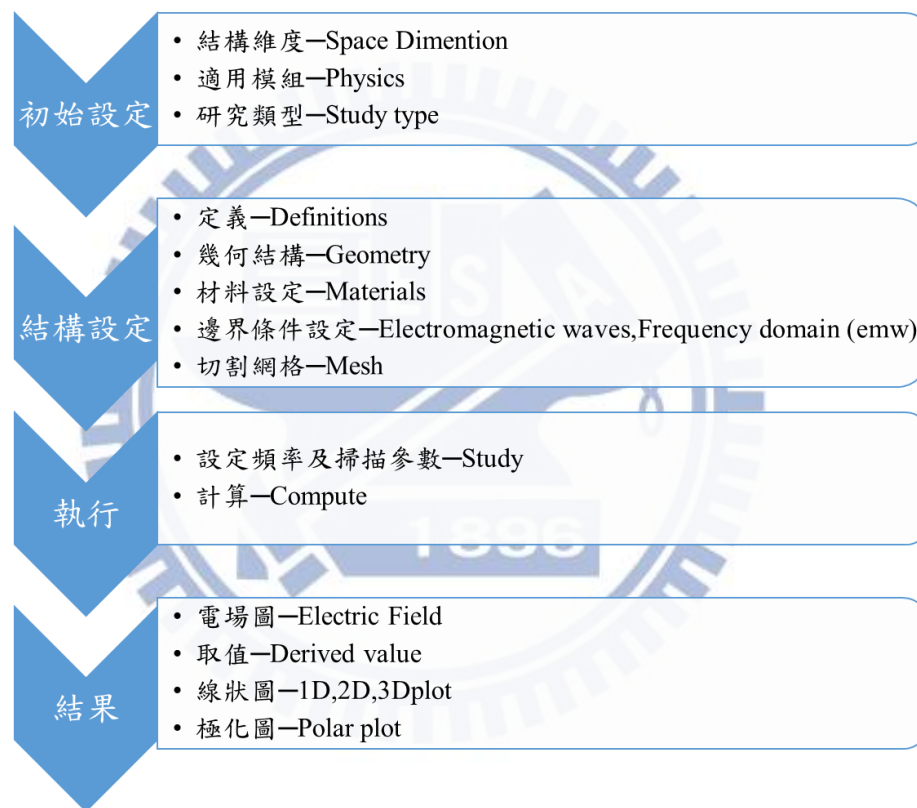 初始設定
• 結構維度─Space Dimention
• 適用模組─Physics
• 研究類型─Study type
結構設定
• 定義─Definitions
• 幾何結構─Geometry
• 材料設定─Materials
• 邊界條件設定─Electromagnetic waves,Frequency domain (emw)
• 切割網格─Mesh
執行
• 設定頻率及掃描參數─Study
• 計算─Compute
1896
結果
• 電場圖─Electric Field
• 取值─Derived value
• 線狀圖─1D,2D,3Dplot
• 極化圖─Polar plot